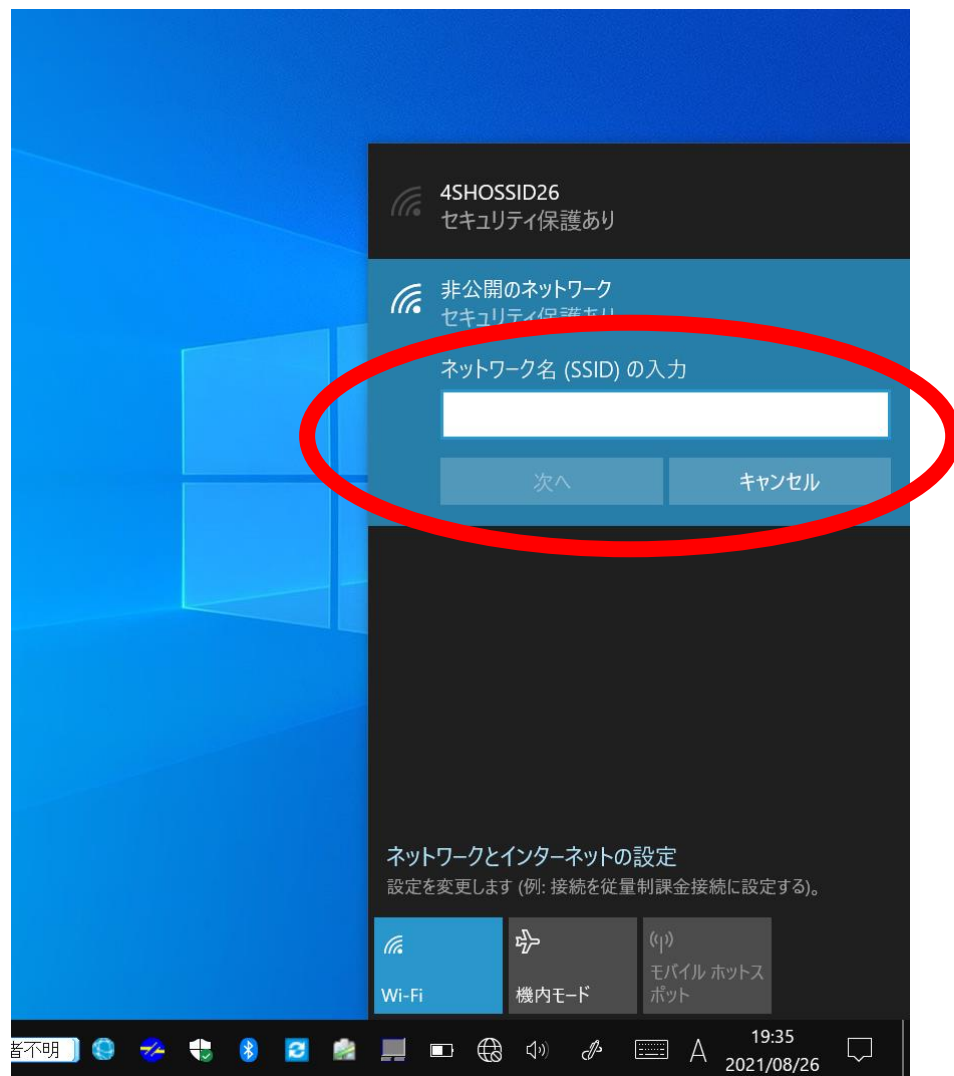 4SHOSSID26
セキュリティ保護あり
非公開のネットワーク
セキュリティ保護あり
ネットワーク名 (SSID) の入力
次へ
キャンセル
ネットワークとインターネットの設定
設定を変更します (例: 接続を従量制課金接続に設定する)。
Wi-Fi
機内モード
モバイル ホットス
ポット
者不明
A
19:35
2021/08/26